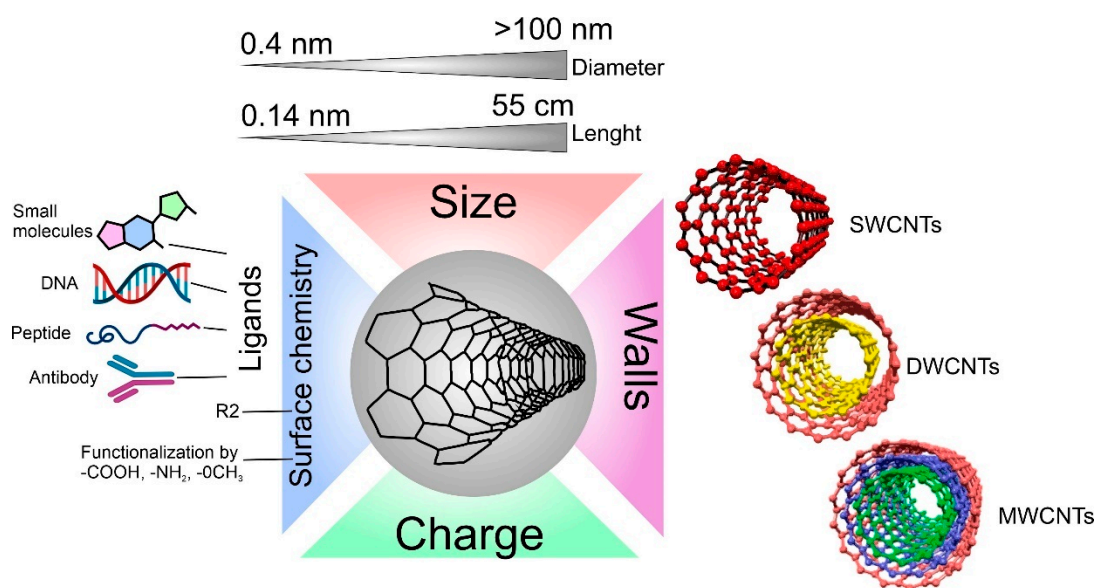 0.4 nm
>100 nm
Diameter
0.14 nm
55 cm
Lenght
Size
Small
molecules
DNA
Peptide
Antibody
Ligands
R2
Functionalization by
-COOH, -NH₂, -0CH₃
Surface chemistry
Walls
Charge
SWCNTs
DWCNTs
MWCNTs